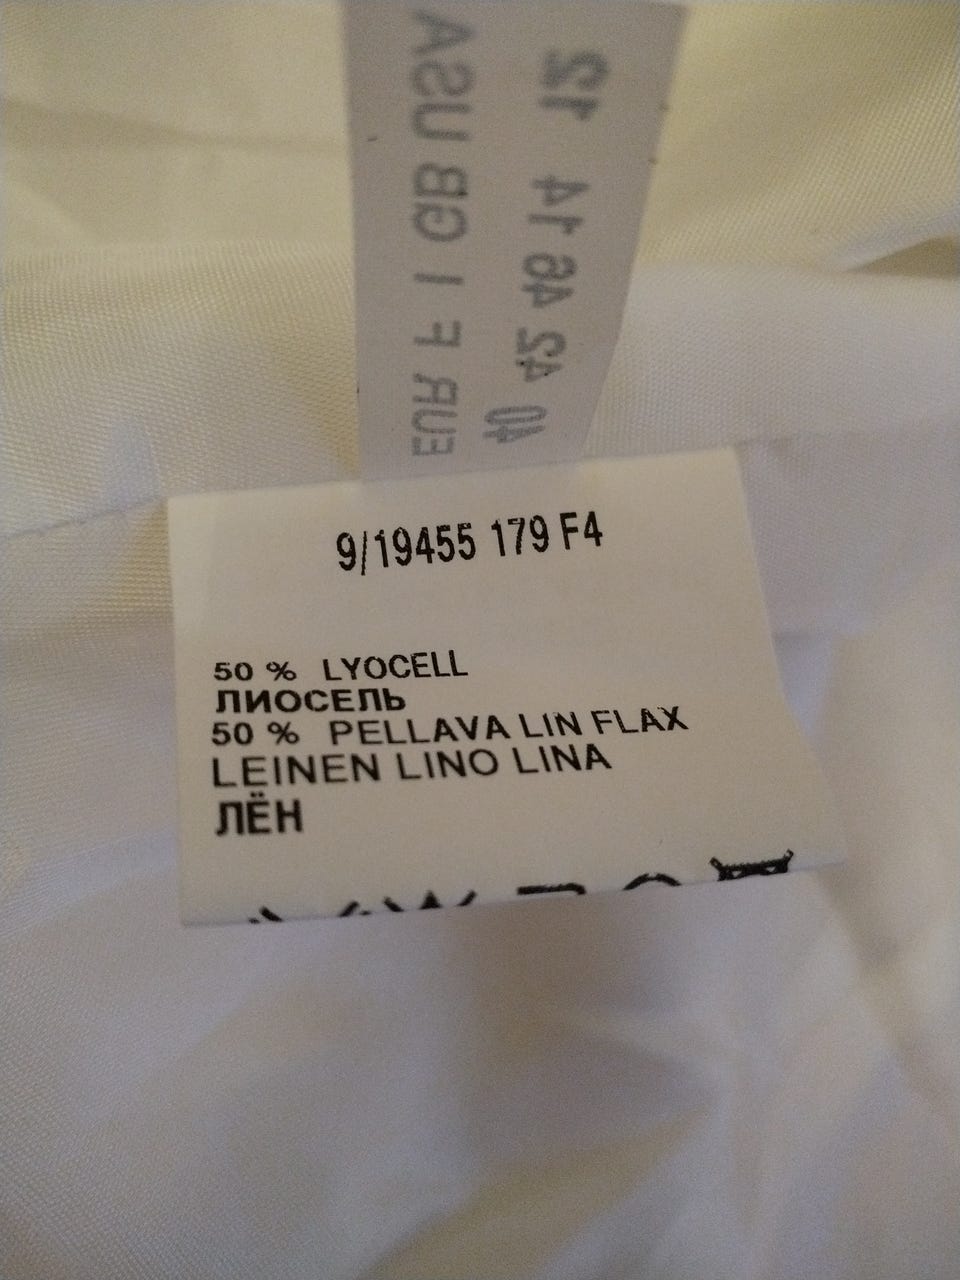 EUR F I GB USA
40 42 46 14 12
9/19455 179 F4
50 % LYOCELL
ЛИОСЕЛЬ
50 % PELLAVA LIN FLAX
LEINEN LINO LINA
ЛЁН